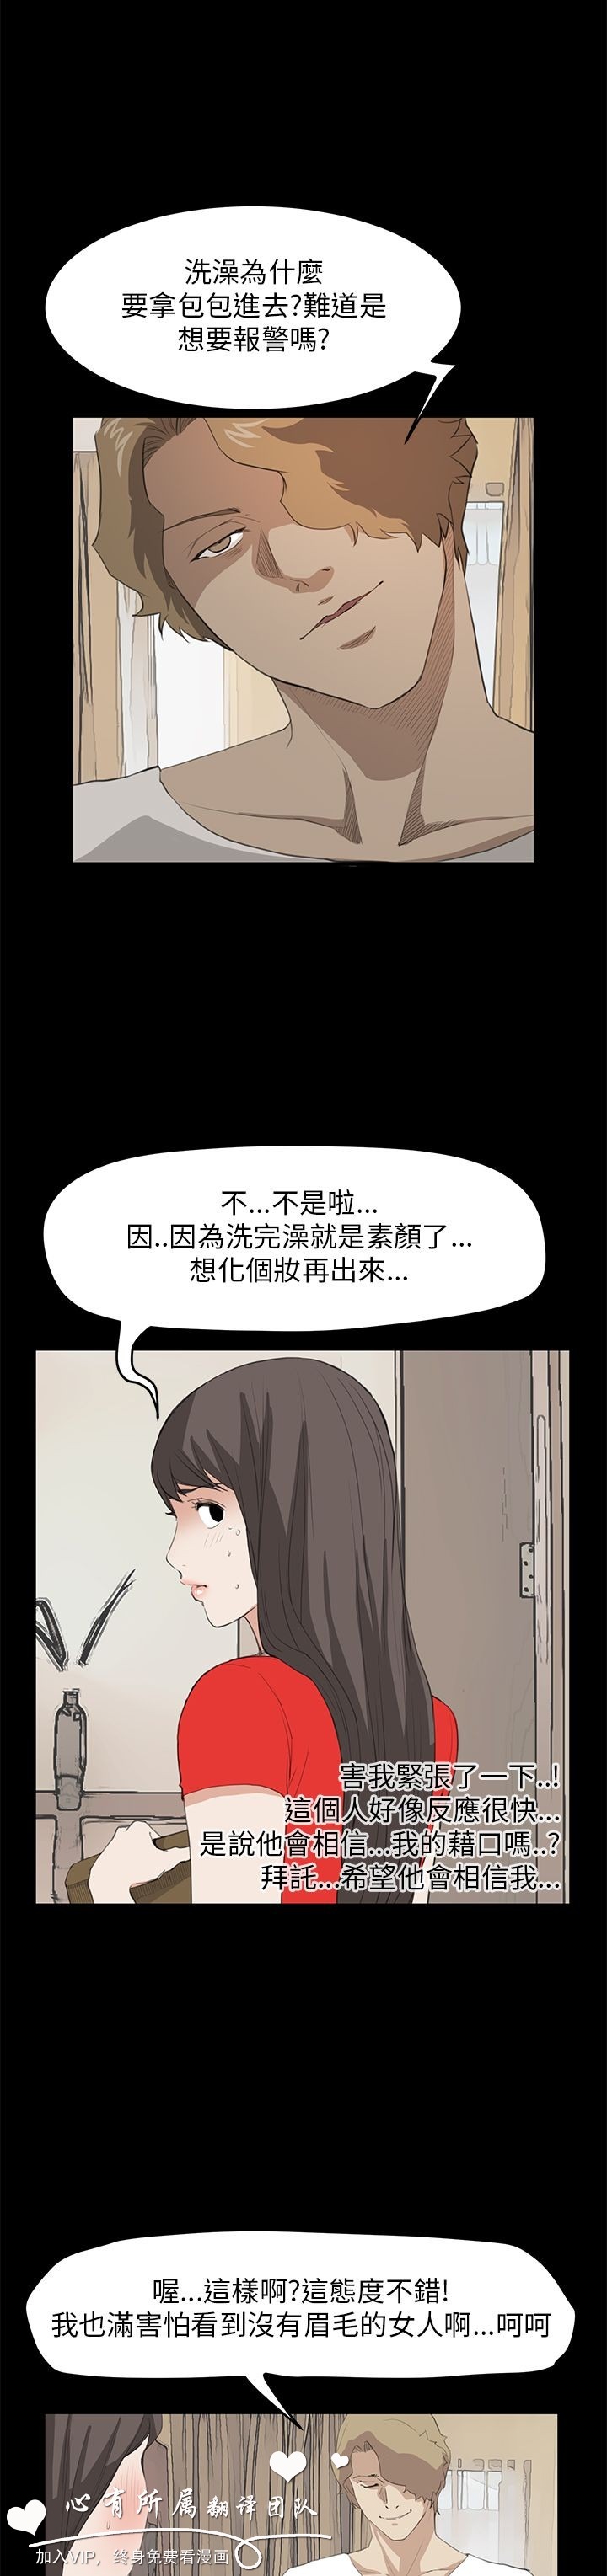 洗澡為什麼
要拿包包進去?難道是
想要報警嗎?
不...不是啦...
因..因為洗完澡就是素顏了...
想化個妝再出來...
害我緊張了一下..!
這個人好像反應很快...
是說他會相信...我的藉口嗎..?
拜託...希望他會相信我...
喔...這樣啊?這態度不錯!
我也滿害怕看到沒有眉毛的女人啊...呵呵
心有所属翻译团队
加入VIP，终身免费看漫画